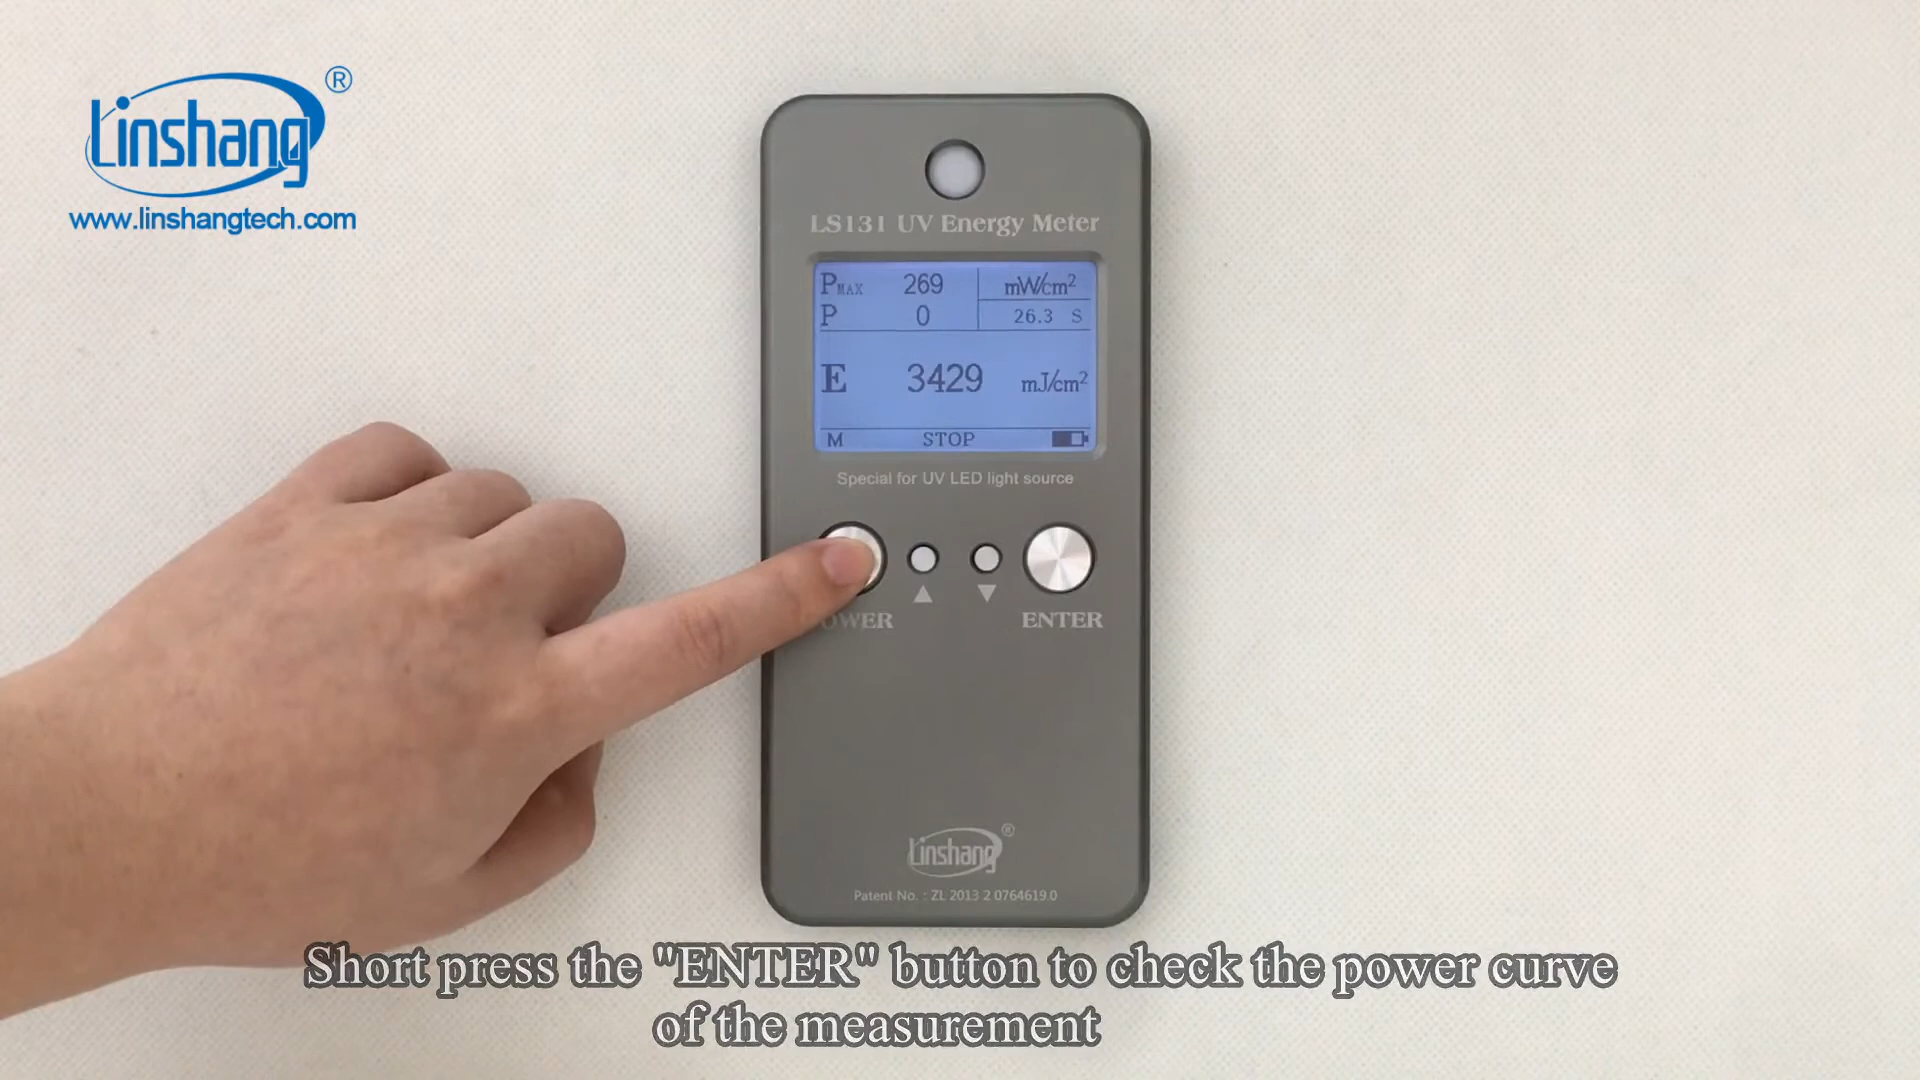 Linshang®
www.linshangtech.com
LS131 UV Energy Meter
PMAX 269 mW/cm²
P 0 26.3 S
E 3429 mJ/cm²
M STOP
Special for UV LED light source
▲ ▼
OWER ENTER
Linshang®
Patent No. : ZL 2013 2 0764619.0
Short press the "ENTER" button to check the power curve
of the measurement